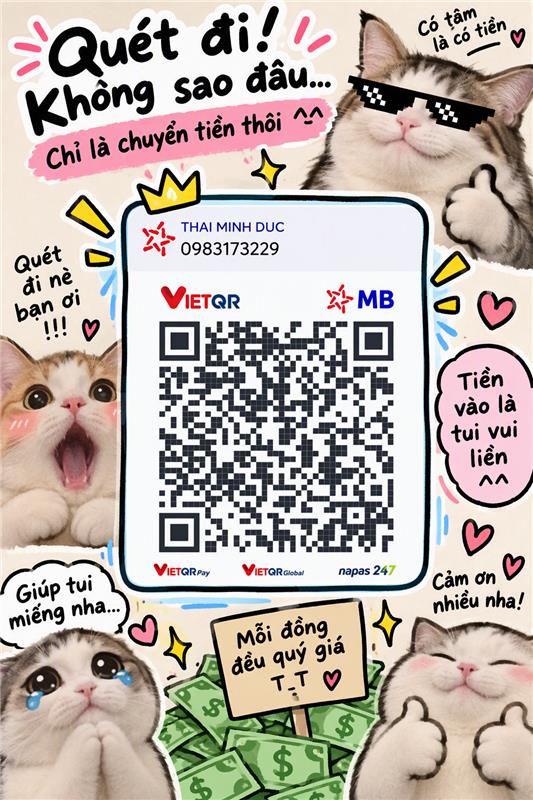 Quét đi!
Không sao đâu...
Chỉ là chuyển tiền thôi ^^
Có tâm
là có tiền
THAI MINH DUC
0983173229
Quét
đi nè
bạn ơi
!!!
VIETQR
MB
Tiền
vào là
tui vui
liền
^^
VIETQR Pay
VIETQR Global
napas 247
Giúp tui
miếng nha...
Cảm ơn
nhiều nha!
Mỗi đồng
đều quý giá
T_T